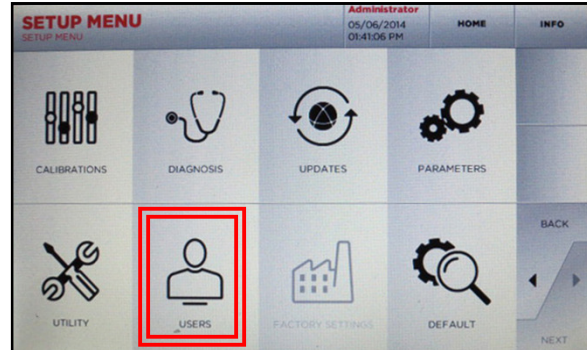 SETUP MENU
SETUP MENU
Administrator
05/06/2014
01:41:06 PM
HOME
INFO
CALIBRATIONS
DIAGNOSIS
UPDATES
PARAMETERS
BACK
UTILITY
USERS
FACTORY SETTINGS
DEFAULT
NEXT